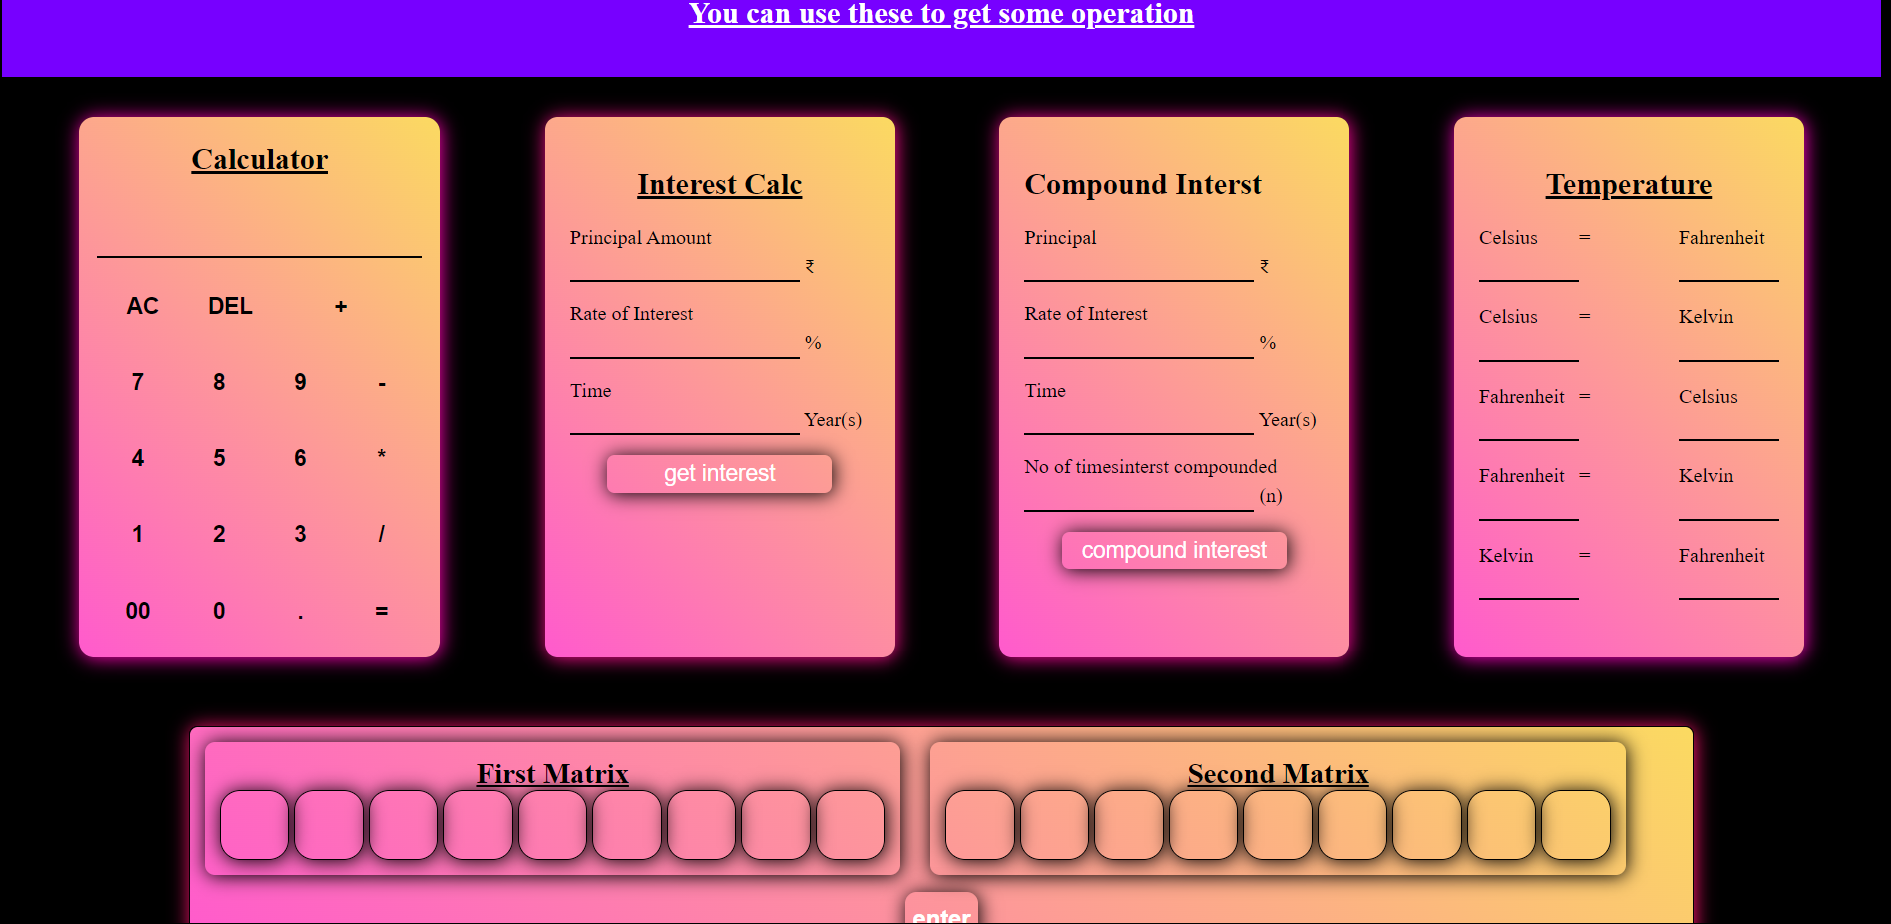 You can use these to get some operation
Calculator
AC DEL +
7 8 9 -
4 5 6 *
1 2 3 /
00 0 . =
Interest Calc
Principal Amount
₹
Rate of Interest
%
Time
Year(s)
get interest
Compound Interst
Principal
₹
Rate of Interest
%
Time
Year(s)
No of timesinterst compounded
(n)
compound interest
Temperature
Celsius = Fahrenheit
Celsius = Kelvin
Fahrenheit = Celsius
Fahrenheit = Kelvin
Kelvin = Fahrenheit
First Matrix
Second Matrix
enter